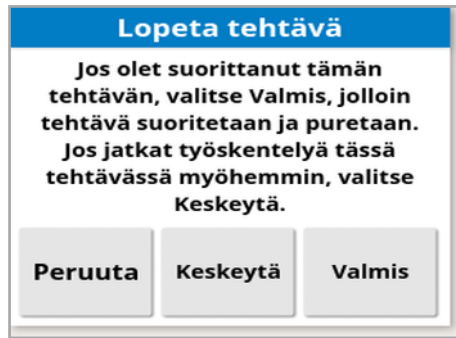 Lopeta tehtävä
Jos olet suorittanut tämän
tehtävän, valitse Valmis, jolloin
tehtävä suoritetaan ja puretaan.
Jos jatkat työskentelyä tässä
tehtävässä myöhemmin, valitse
Keskeytä.
Peruuta Keskeytä Valmis